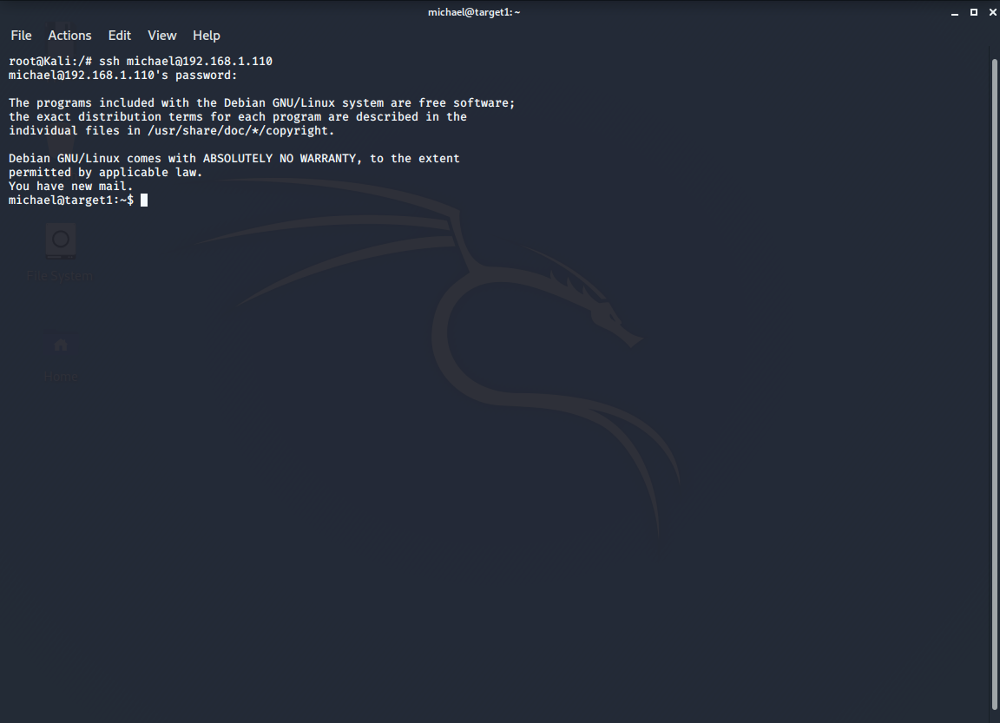 michael@target1: ~
File Actions Edit View Help
root@Kali:/# ssh michael@192.168.1.110
michael@192.168.1.110's password:
The programs included with the Debian GNU/Linux system are free software;
the exact distribution terms for each program are described in the
individual files in /usr/share/doc/*/copyright.
Debian GNU/Linux comes with ABSOLUTELY NO WARRANTY, to the extent
permitted by applicable law.
You have new mail.
michael@target1:~$
File System
Home